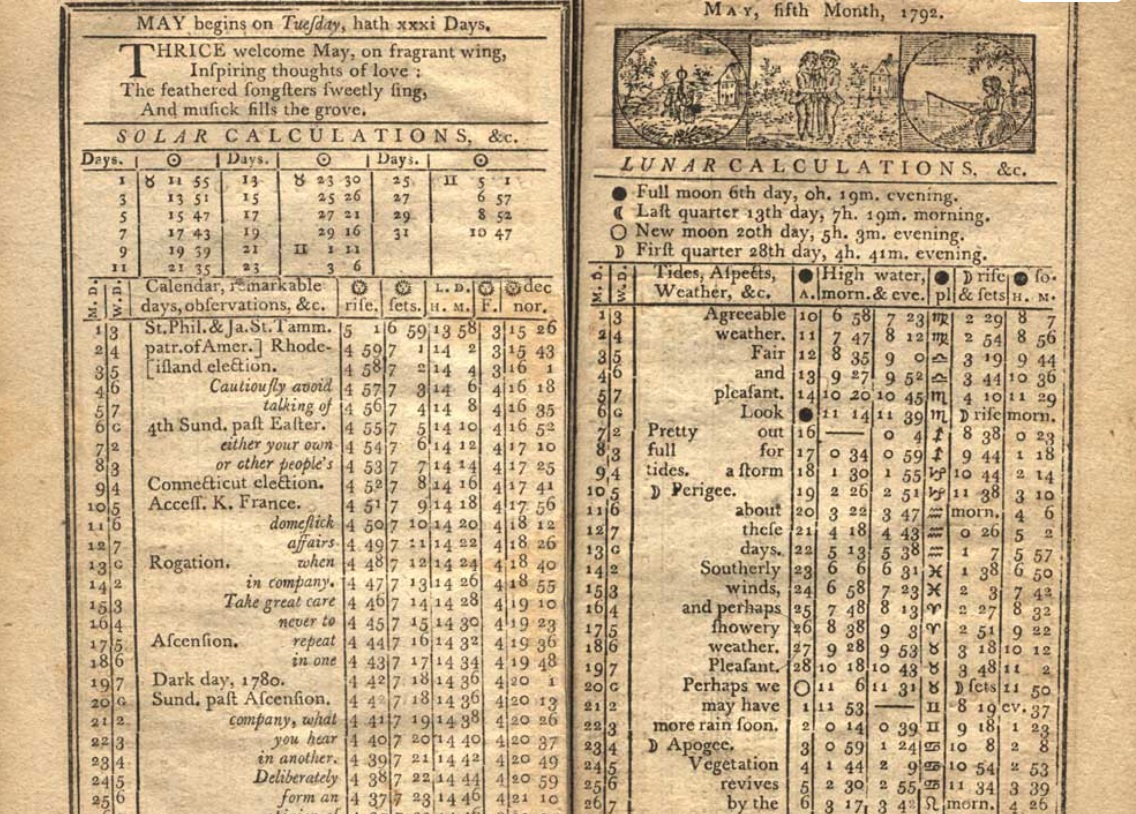 MAY begins on Tueſday, hath xxxi Days.
THRICE welcome May, on fragrant wing,
Inſpiring thoughts of love ;
The feathered ſongſters ſweetly ſing,
And muſick fills the grove.
SOLAR CALCULATIONS, &c.
Days. | ☉ | Days. | ☉ | Days. | ☉
1 ♉ 11 55 13 ♉ 23 30 25 II 5 1
3 13 51 15 25 26 27 6 57
5 15 47 17 27 21 29 8 52
7 17 43 19 29 16 31 10 47
9 19 39 21 II 1 11
11 21 35 23 3 6
M. D. W. D. Calendar, remarkable ☉ ☉ L. D. ☉ ☉ dec
days, obſervations, &c. riſe. ſets. H. M. F. nor.
1 3 St.Phil.& Ja.St.Tamm. 5 1 6 59 13 58 3 15 26
2 4 patr.of Amer.] Rhode- 4 59 7 1 14 2 3 15 43
3 5 [iſland election. 4 58 7 2 14 4 3 16 1
4 6 Cautiouſly avoid 4 57 7 3 14 6 4 16 18
5 7 talking of 4 56 7 4 14 8 4 16 35
6 G 4th Sund. paſt Eaſter. 4 55 7 5 14 10 4 16 52
7 2 either your own 4 54 7 6 14 12 4 17 10
8 3 or other people's 4 53 7 7 14 14 4 17 25
9 4 Connecticut election. 4 52 7 8 14 16 4 17 41
10 5 Acceſſ. K. France. 4 51 7 9 14 18 4 17 56
11 6 domeſtick 4 50 7 10 14 20 4 18 12
12 7 affairs 4 49 7 11 14 22 4 18 26
13 G Rogation. when 4 48 7 12 14 24 4 18 40
14 2 in company. 4 47 7 13 14 26 4 18 55
15 3 Take great care 4 46 7 14 14 28 4 19 10
16 4 never to 4 45 7 15 14 30 4 19 23
17 5 Aſcenſion. repeat 4 44 7 16 14 32 4 19 36
18 6 in one 4 43 7 17 14 34 4 19 48
19 7 Dark day, 1780. 4 42 7 18 14 36 4 20 1
20 G Sund. paſt Aſcenſion. 4 42 7 18 14 36 4 20 13
21 2 company, what 4 41 7 19 14 38 4 20 26
22 3 you hear 4 40 7 20 14 40 4 20 37
23 4 in another. 4 39 7 21 14 42 4 20 49
24 5 Deliberately 4 38 7 22 14 44 4 20 59
25 6 form an 4 37 7 23 14 46 4 21 10
MAY, fifth Month, 1792.
LUNAR CALCULATIONS, &c.
● Full moon 6th day, 0h. 19m. evening.
☾ Laſt quarter 13th day, 7h. 19m. morning.
○ New moon 20th day, 5h. 3m. evening.
☽ Firſt quarter 28th day, 4h. 41m. evening.
M. D. W. D. Tides, Aſpects, ● High water, ● ☽ riſe ● ſo.
Weather, &c. A. morn. & eve. pl & ſets H. M.
1 3 Agreeable 10 6 58 7 23 ♍ 2 29 8 7
2 4 weather. 11 7 47 8 12 ♍ 2 54 8 56
3 5 Fair 12 8 35 9 0 ♎ 3 19 9 44
4 6 and 13 9 27 9 52 ♎ 3 44 10 36
5 7 pleaſant. 14 10 20 10 45 ♏ 4 10 11 29
6 G Look ● 11 14 11 39 ♏ ☽ riſe morn.
7 2 Pretty out 16 — 0 4 ♐ 8 38 0 23
8 3 full for 17 0 34 0 59 ♐ 9 44 1 18
9 4 tides. a ſtorm 18 1 30 1 55 ♑ 10 44 2 14
10 5 ☽ Perigee. 19 2 26 2 51 ♑ 11 38 3 10
11 6 about 20 3 22 3 47 ♒ morn. 4 6
12 7 theſe 21 4 18 4 43 ♒ 0 26 5 2
13 G days. 22 5 13 5 38 ♒ 1 7 5 57
14 2 Southerly 23 6 6 6 31 ♓ 1 38 6 50
15 3 winds, 24 6 58 7 23 ♓ 2 3 7 42
16 4 and perhaps 25 7 48 8 13 ♈ 2 27 8 32
17 5 ſhowery 26 8 38 9 3 ♈ 2 51 9 22
18 6 weather. 27 9 28 9 53 ♉ 3 18 10 12
19 7 Pleaſant. 28 10 18 10 43 ♉ 3 48 11 2
20 G Perhaps we ○ 11 6 11 31 ♉ ☽ ſets 11 50
21 2 may have 1 11 53 — II 8 19 ev. 37
22 3 more rain ſoon. 2 0 14 0 39 II 9 18 1 23
23 4 ☽ Apogee. 3 0 59 1 24 ♋ 10 8 2 8
24 5 Vegetation 4 1 44 2 9 ♋ 10 54 2 53
25 6 revives 5 2 30 2 55 ♋ 11 34 3 39
26 7 by the 6 3 17 3 42 ♌ morn. 4 26